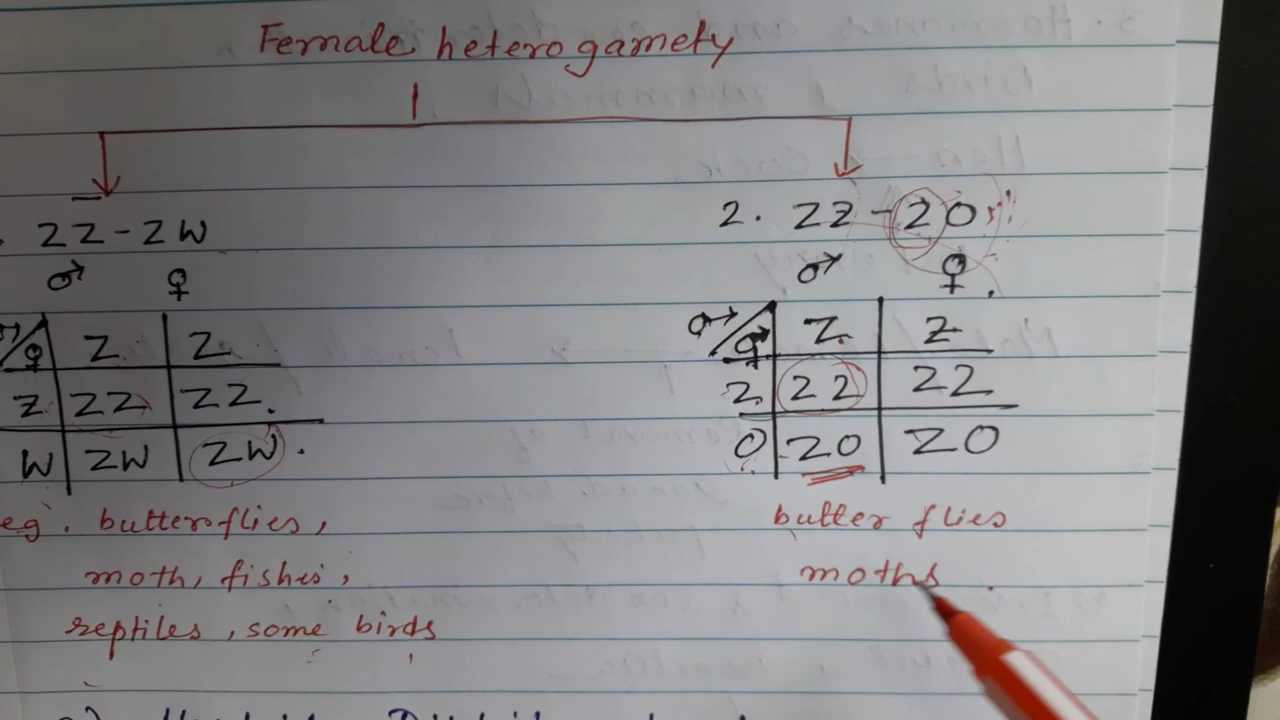 Female heterogamety
. ZZ - ZW
♂ ♀
2. ZZ - ZO
♂ ♀
♂/♀ Z Z
Z ZZ ZZ.
W ZW ZW.
♂/♀ Z Z
Z ZZ ZZ
O ZO ZO
eg. butterflies,
moth, fishes,
reptiles, some birds
butter flies
moths